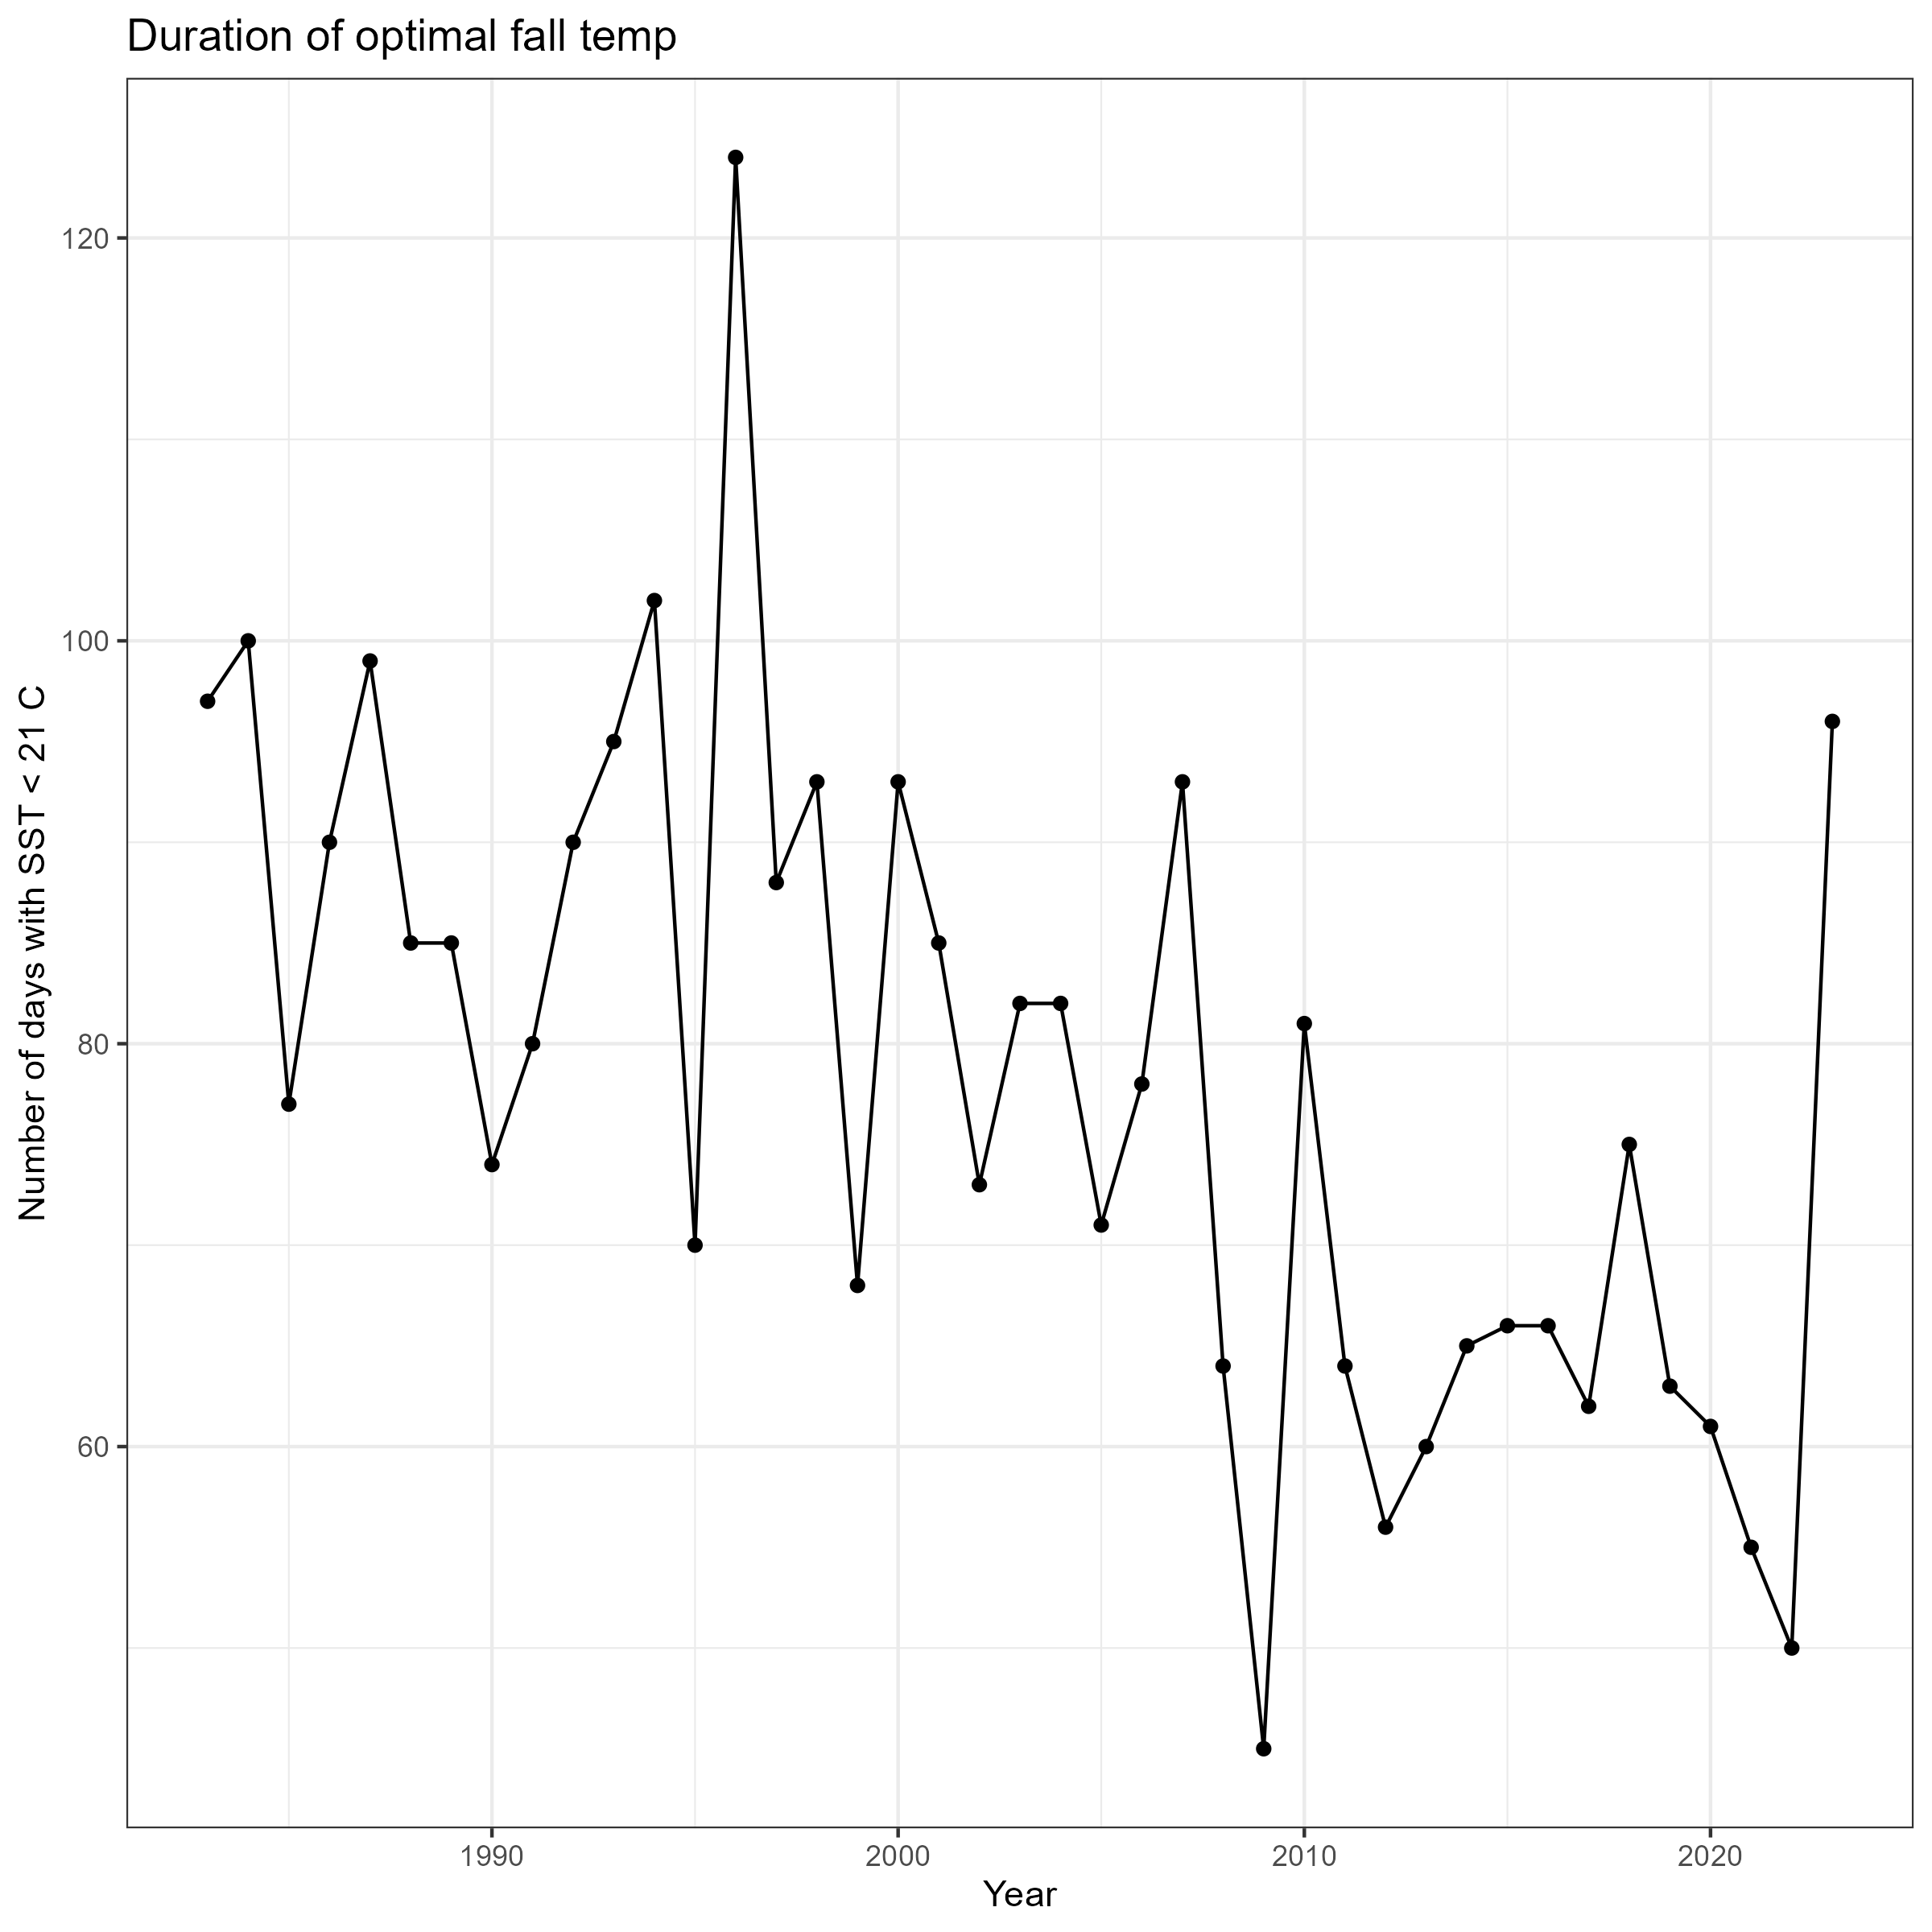 Duration of optimal fall temp
Number of days with SST < 21 C
120
100
80
60
1990
2000
2010
2020
Year